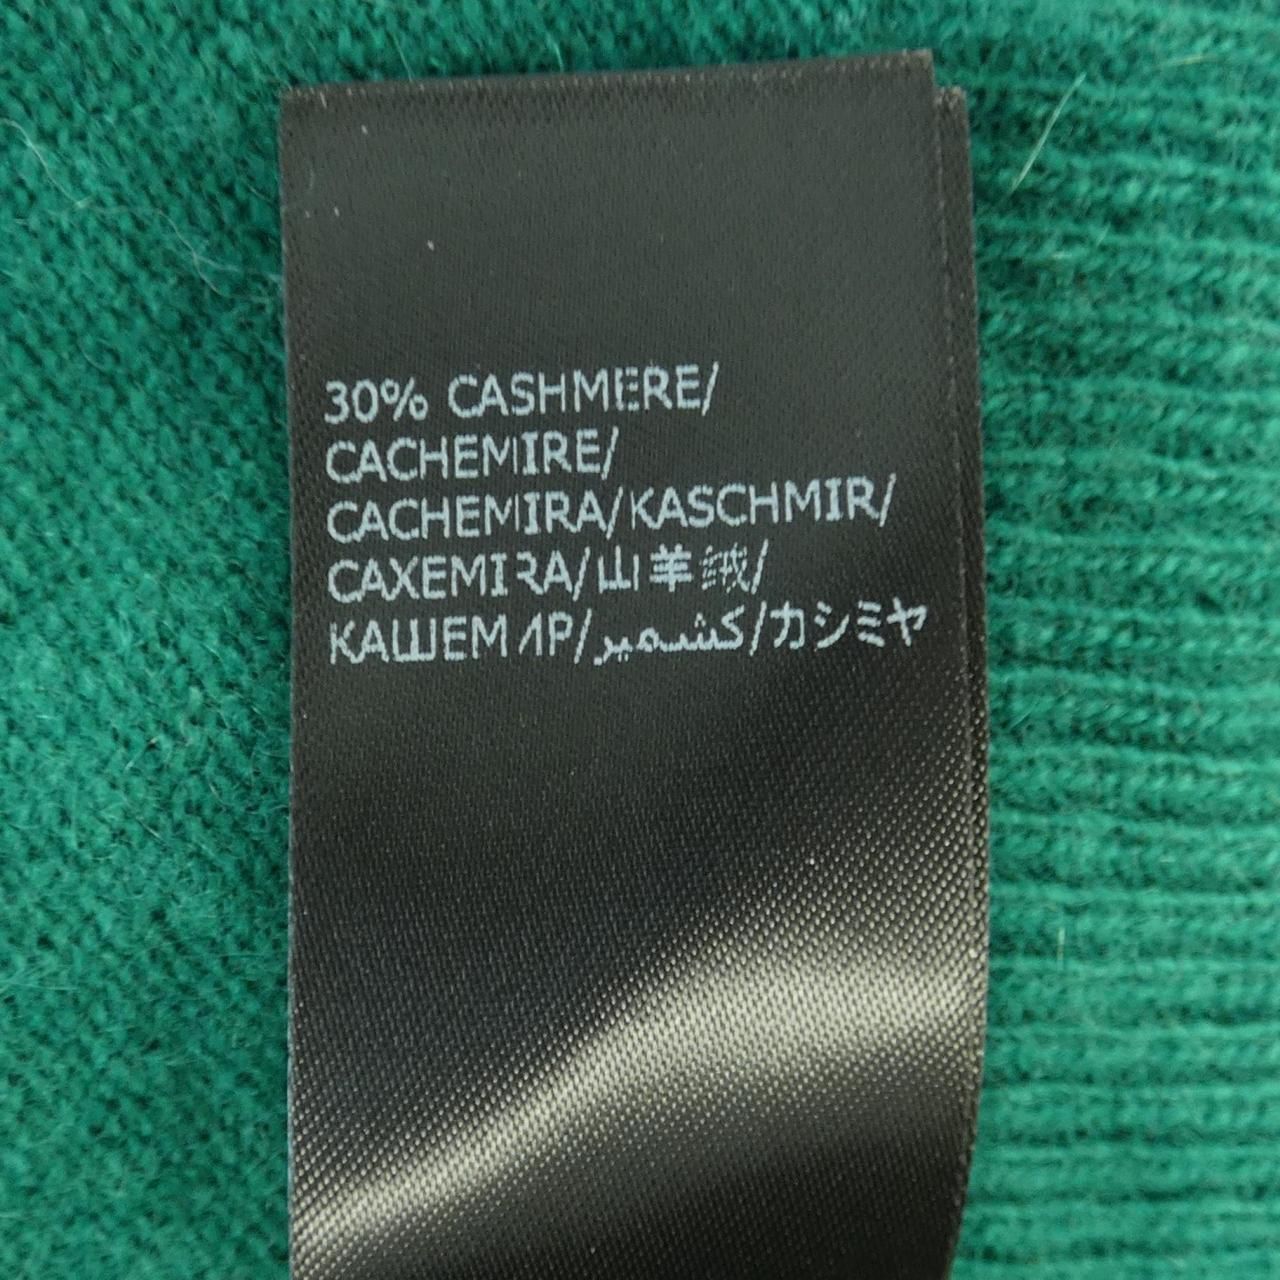 30% CASHMERE/
CACHEMIRE/
CACHEMIRA/KASCHMIR/
CAXEMIRA/山羊绒/
КАШЕМИР/كشمير/カシミヤ